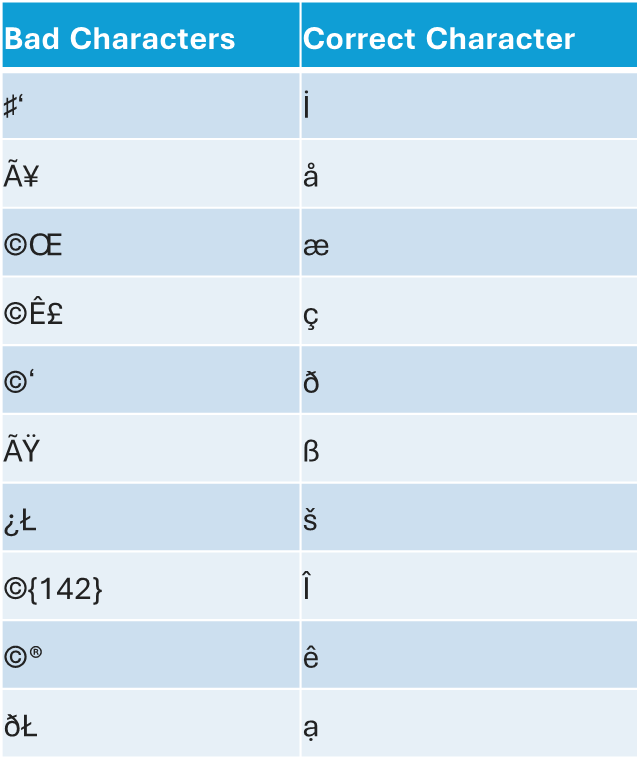 Bad Characters Correct Character
♯‘ İ
Ã¥ å
©Œ æ
©Ê£ ç
©‘ ð
ÃŸ ß
¿Ł š
©{142} Î
©® ê
ðŁ ạ